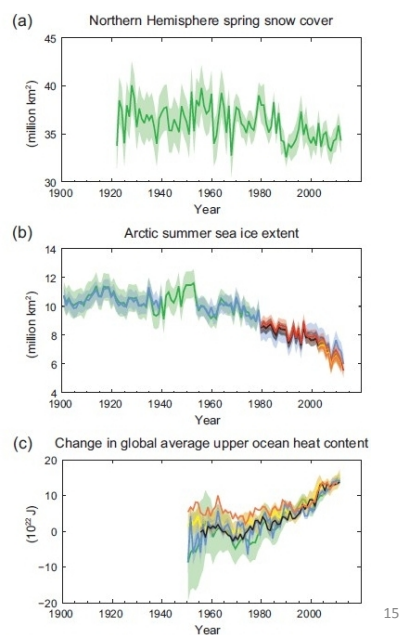 (a) Northern Hemisphere spring snow cover
45
40
35
30
(million km²)
1900 1920 1940 1960 1980 2000
Year
(b) Arctic summer sea ice extent
14
12
10
8
6
4
(million km²)
1900 1920 1940 1960 1980 2000
Year
(c) Change in global average upper ocean heat content
20
10
0
−10
−20
(10²² J)
1900 1920 1940 1960 1980 2000
Year
15